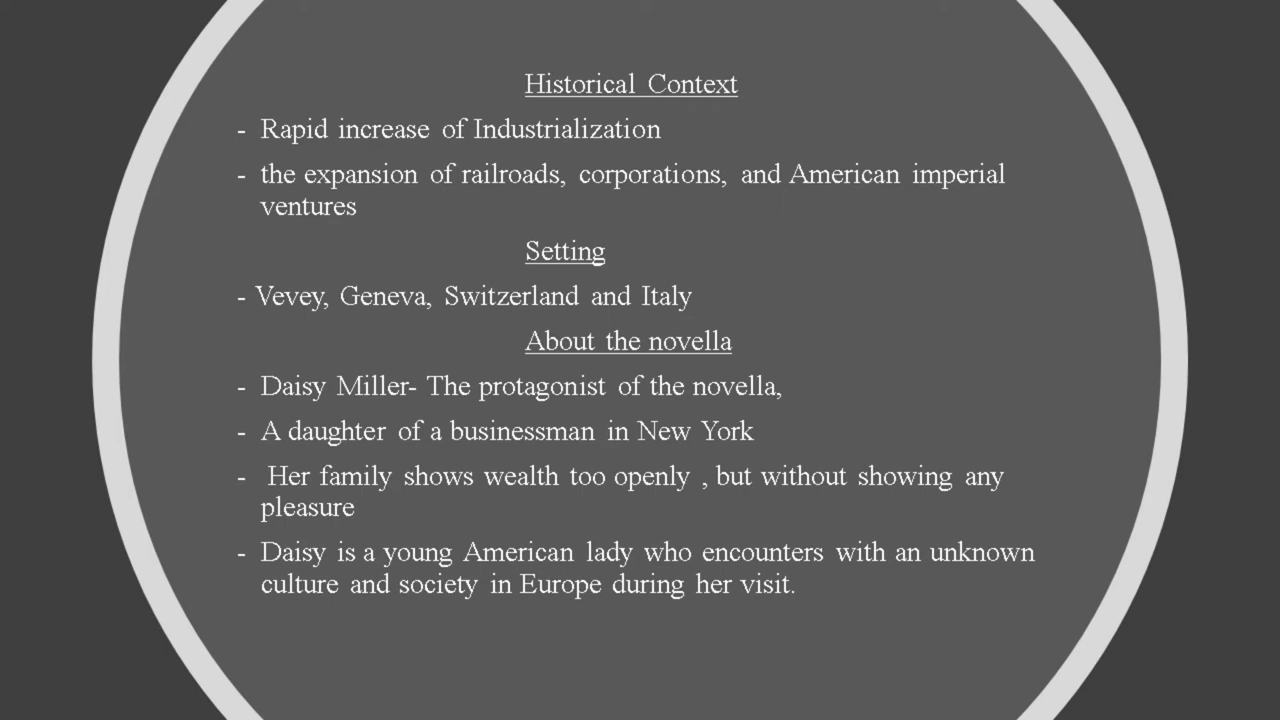 Historical Context
- Rapid increase of Industrialization
- the expansion of railroads, corporations, and American imperial
ventures
Setting
- Vevey, Geneva, Switzerland and Italy
About the novella
- Daisy Miller- The protagonist of the novella,
- A daughter of a businessman in New York
- Her family shows wealth too openly , but without showing any
pleasure
- Daisy is a young American lady who encounters with an unknown
culture and society in Europe during her visit.